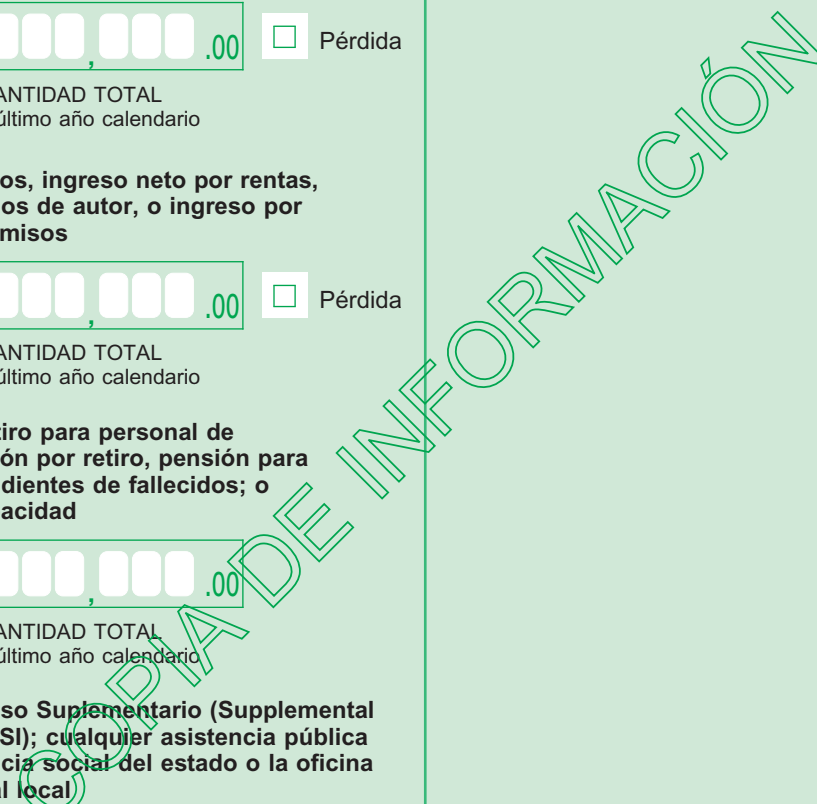 , .00 Pérdida
ANTIDAD TOTAL
último año calendario
os, ingreso neto por rentas,
os de autor, o ingreso por
misos
, .00 Pérdida
ANTIDAD TOTAL
último año calendario
tiro para personal de
ón por retiro, pensión para
dientes de fallecidos; o
acidad
, .00
ANTIDAD TOTAL
último año calendario
so Suplementario (Supplemental
SI); cualquier asistencia pública
cia social del estado o la oficina
al local
COPIA DE INFORMACIÓN